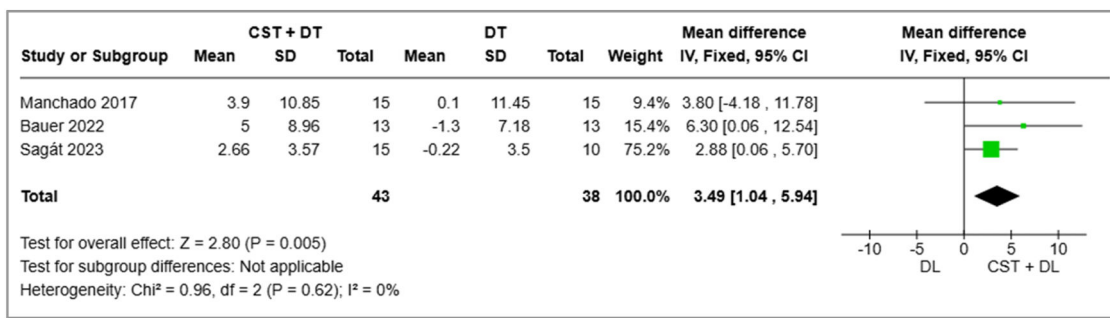 CST + DT DT Mean difference Mean difference
Study or Subgroup Mean SD Total Mean SD Total Weight IV, Fixed, 95% CI IV, Fixed, 95% CI
Manchado 2017 3.9 10.85 15 0.1 11.45 15 9.4% 3.80 [-4.18 , 11.78]
Bauer 2022 5 8.96 13 -1.3 7.18 13 15.4% 6.30 [0.06 , 12.54]
Sagát 2023 2.66 3.57 15 -0.22 3.5 10 75.2% 2.88 [0.06 , 5.70]
Total 43 38 100.0% 3.49 [1.04 , 5.94]
Test for overall effect: Z = 2.80 (P = 0.005)
Test for subgroup differences: Not applicable
Heterogeneity: Chi² = 0.96, df = 2 (P = 0.62); I² = 0%
-10 -5 0 5 10
DL CST + DL